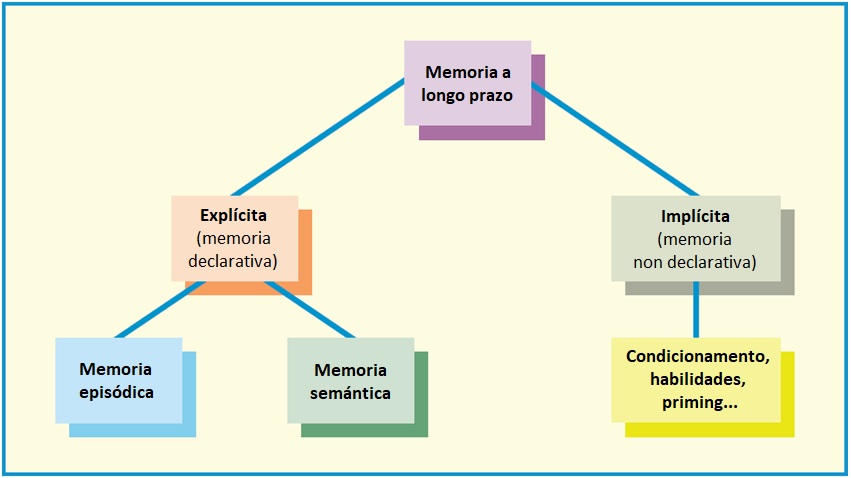 Memoria a
longo prazo
Explícita
(memoria
declarativa)
Implícita
(memoria
non declarativa)
Memoria
episódica
Memoria
semántica
Condicionamento,
habilidades,
priming...